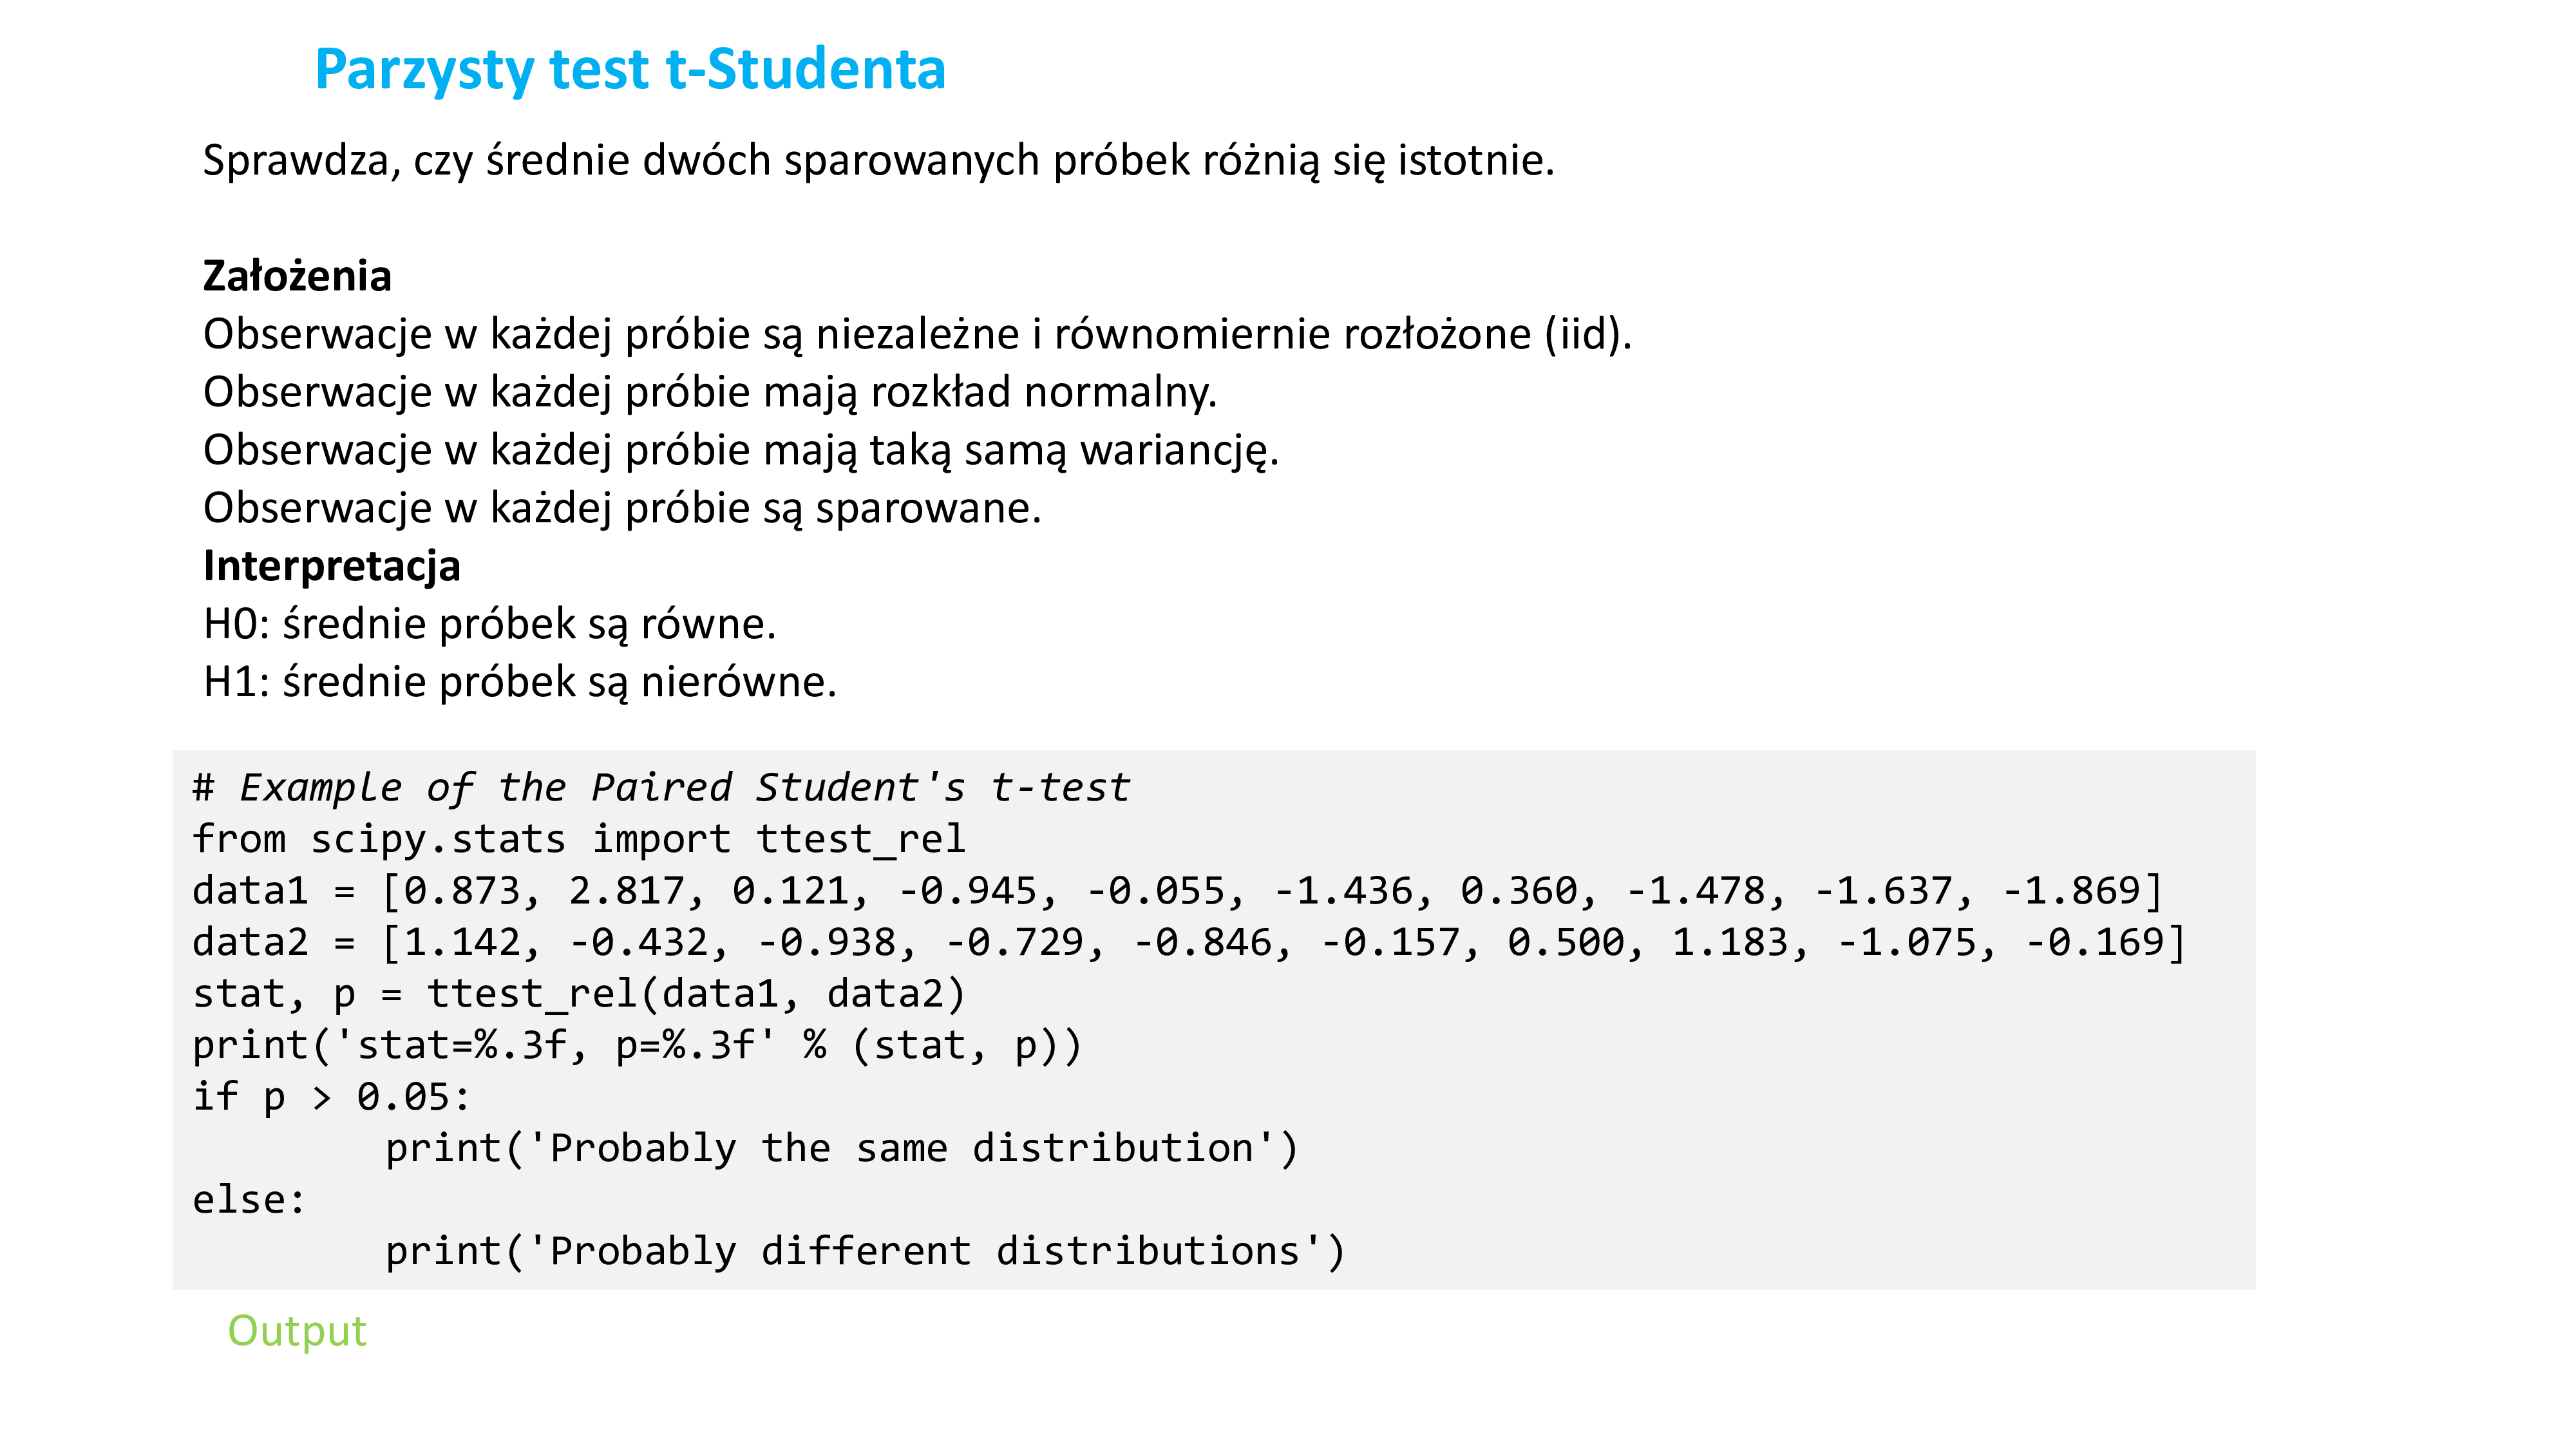 Parzysty test t-Studenta
Sprawdza, czy średnie dwóch sparowanych próbek różnią się istotnie.
Założenia
Obserwacje w każdej próbie są niezależne i równomiernie rozłożone (iid).
Obserwacje w każdej próbie mają rozkład normalny.
Obserwacje w każdej próbie mają taką samą wariancję.
Obserwacje w każdej próbie są sparowane.
Interpretacja
H0: średnie próbek są równe.
H1: średnie próbek są nierówne.
# Example of the Paired Student's t-test
from scipy.stats import ttest_rel
data1 = [0.873, 2.817, 0.121, -0.945, -0.055, -1.436, 0.360, -1.478, -1.637, -1.869]
data2 = [1.142, -0.432, -0.938, -0.729, -0.846, -0.157, 0.500, 1.183, -1.075, -0.169]
stat, p = ttest_rel(data1, data2)
print('stat=%.3f, p=%.3f' % (stat, p))
if p > 0.05:
print('Probably the same distribution')
else:
print('Probably different distributions')
Output